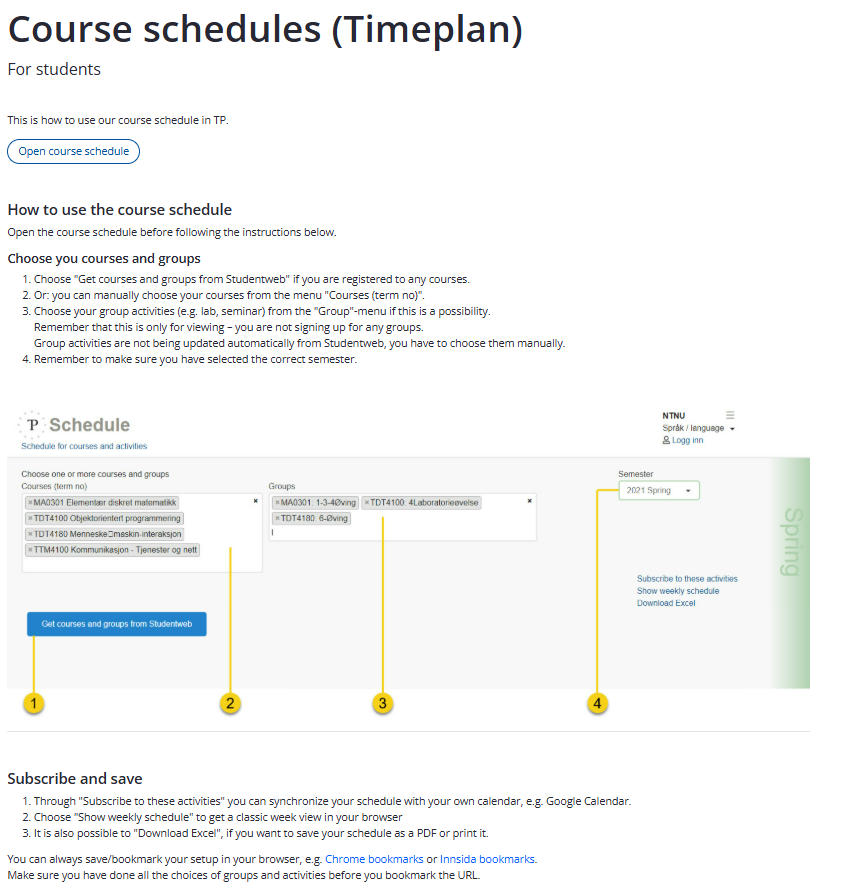 Course schedules (Timeplan)
For students
This is how to use our course schedule in TP.
Open course schedule
How to use the course schedule
Open the course schedule before following the instructions below.
Choose you courses and groups
1. Choose "Get courses and groups from Studentweb" if you are registered to any courses.
2. Or: you can manually choose your courses from the menu "Courses (term no)".
3. Choose your group activities (e.g. lab, seminar) from the "Group"-menu if this is a possibility.
Remember that this is only for viewing – you are not signing up for any groups.
Group activities are not being updated automatically from Studentweb, you have to choose them manually.
4. Remember to make sure you have selected the correct semester.
TP Schedule
Schedule for courses and activities
NTNU
Språk / language
Logg inn
Choose one or more courses and groups
Courses (term no)
×MA0301 Elementær diskret matematikk
×TDT4100 Objektorientert programmering
×TDT4180 Menneske□maskin-interaksjon
×TTM4100 Kommunikasjon - Tjenester og nett
×
Groups
×MA0301: 1-3-4Øving ×TDT4100: 4Laboratorieøvelse
×TDT4180: 6-Øving
×
Semester
2021 Spring
Spring
Subscribe to these activities
Show weekly schedule
Download Excel
Get courses and groups from Studentweb
1 2 3 4
Subscribe and save
1. Through "Subscribe to these activities" you can synchronize your schedule with your own calendar, e.g. Google Calendar.
2. Choose "Show weekly schedule" to get a classic week view in your browser
3. It is also possible to "Download Excel", if you want to save your schedule as a PDF or print it.
You can always save/bookmark your setup in your browser, e.g. Chrome bookmarks or Innsida bookmarks.
Make sure you have done all the choices of groups and activities before you bookmark the URL.